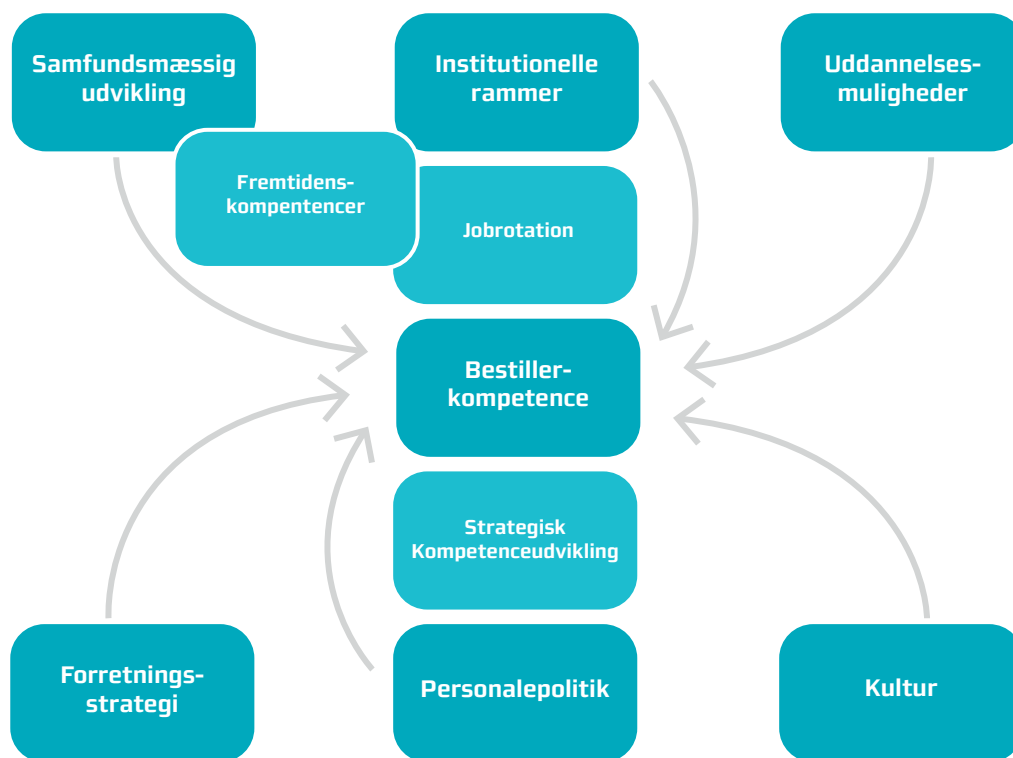 Samfundsmæssig
udvikling
Institutionelle
rammer
Uddannelses-
muligheder
Fremtidens-
kompentencer
Jobrotation
Bestiller-
kompetence
Strategisk
Kompetenceudvikling
Forretnings-
strategi
Personalepolitik
Kultur